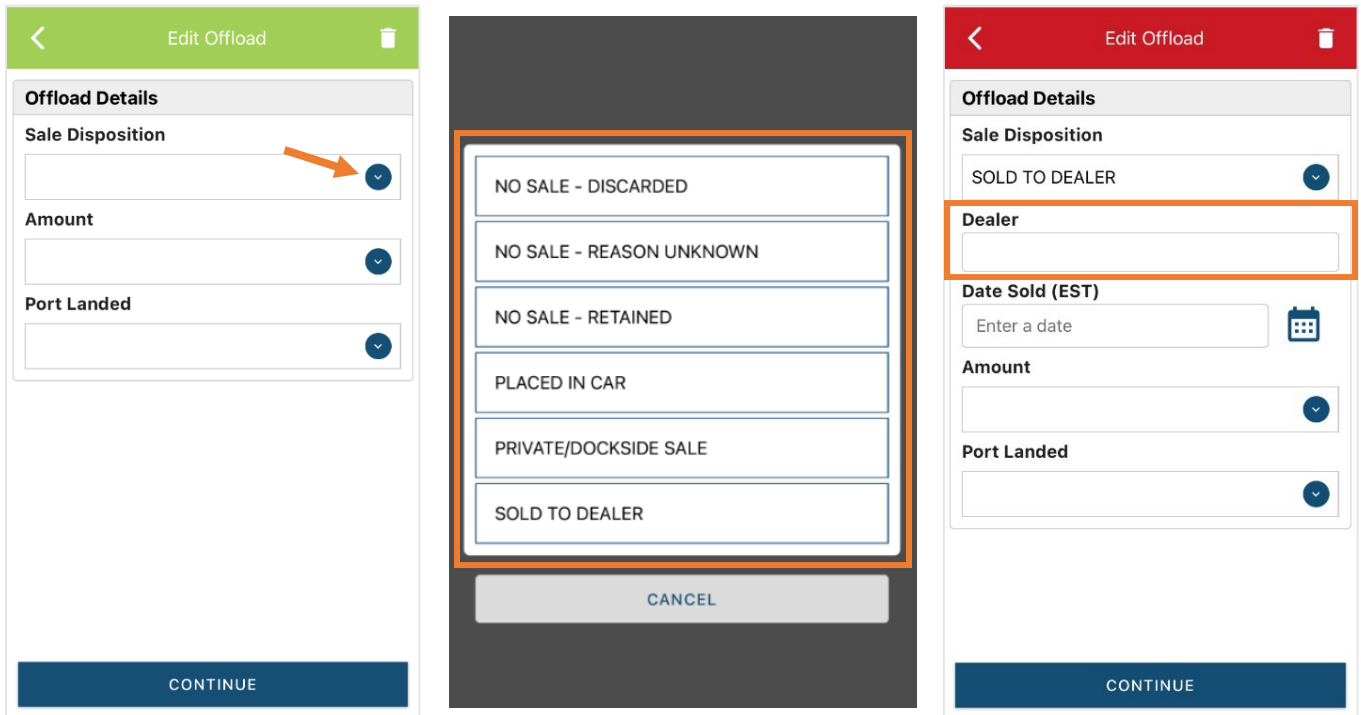 Edit Offload
Offload Details
Sale Disposition
Amount
Port Landed
CONTINUE
NO SALE - DISCARDED
NO SALE - REASON UNKNOWN
NO SALE - RETAINED
PLACED IN CAR
PRIVATE/DOCKSIDE SALE
SOLD TO DEALER
CANCEL
Edit Offload
Offload Details
Sale Disposition
SOLD TO DEALER
Dealer
Date Sold (EST)
Enter a date
Amount
Port Landed
CONTINUE